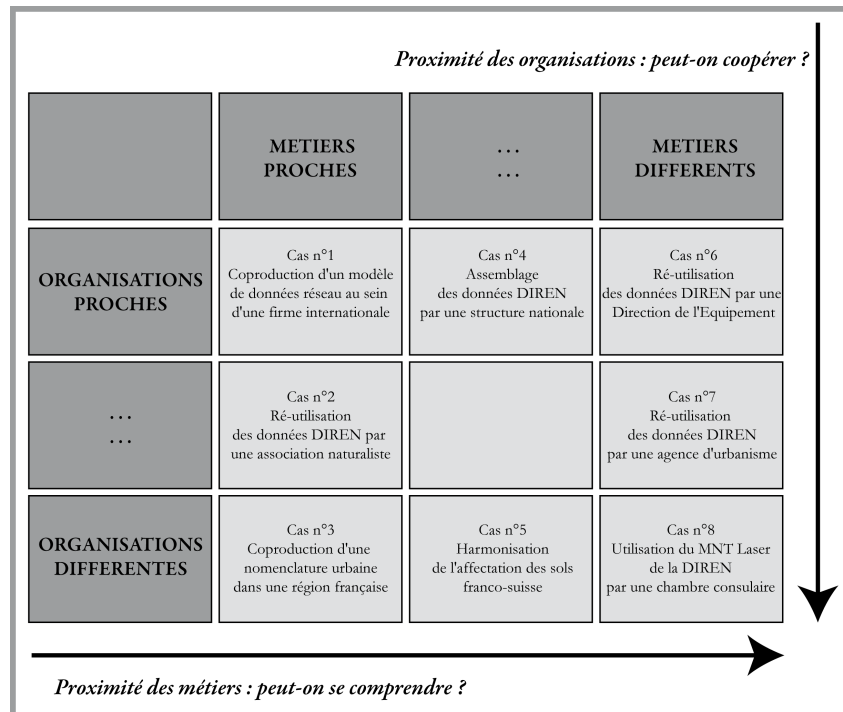 Proximité des organisations : peut-on coopérer ?
METIERS
PROCHES
...
...
METIERS
DIFFERENTS
ORGANISATIONS
PROCHES
Cas n°1
Coproduction d'un modèle
de données réseau au sein
d'une firme internationale
Cas n°4
Assemblage
des données DIREN
par une structure nationale
Cas n°6
Ré-utilisation
des données DIREN par une
Direction de l'Equipement
...
...
Cas n°2
Ré-utilisation
des données DIREN par
une association naturaliste
Cas n°7
Ré-utilisation
des données DIREN
par une agence d'urbanisme
ORGANISATIONS
DIFFERENTES
Cas n°3
Coproduction d'une
nomenclature urbaine
dans une région française
Cas n°5
Harmonisation
de l'affectation des sols
franco-suisse
Cas n°8
Utilisation du MNT Laser
de la DIREN
par une chambre consulaire
Proximité des métiers : peut-on se comprendre ?